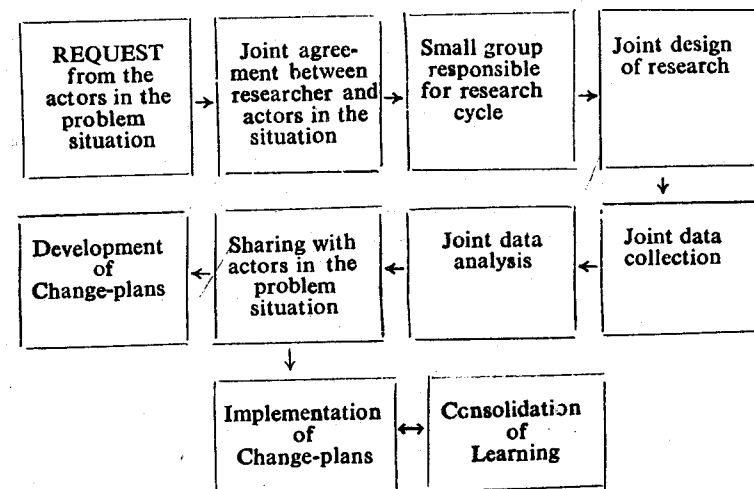 REQUEST
from the
actors in the
problem
situation
Joint agree-
ment between
researcher and
actors in the
situation
Small group
responsible
for research
cycle
Joint design
of research
Development
of
Change-plans
Sharing with
actors in the
problem
situation
Joint data
analysis
Joint data
collection
Implementation
of
Change-plans
Consolidation
of
Learning